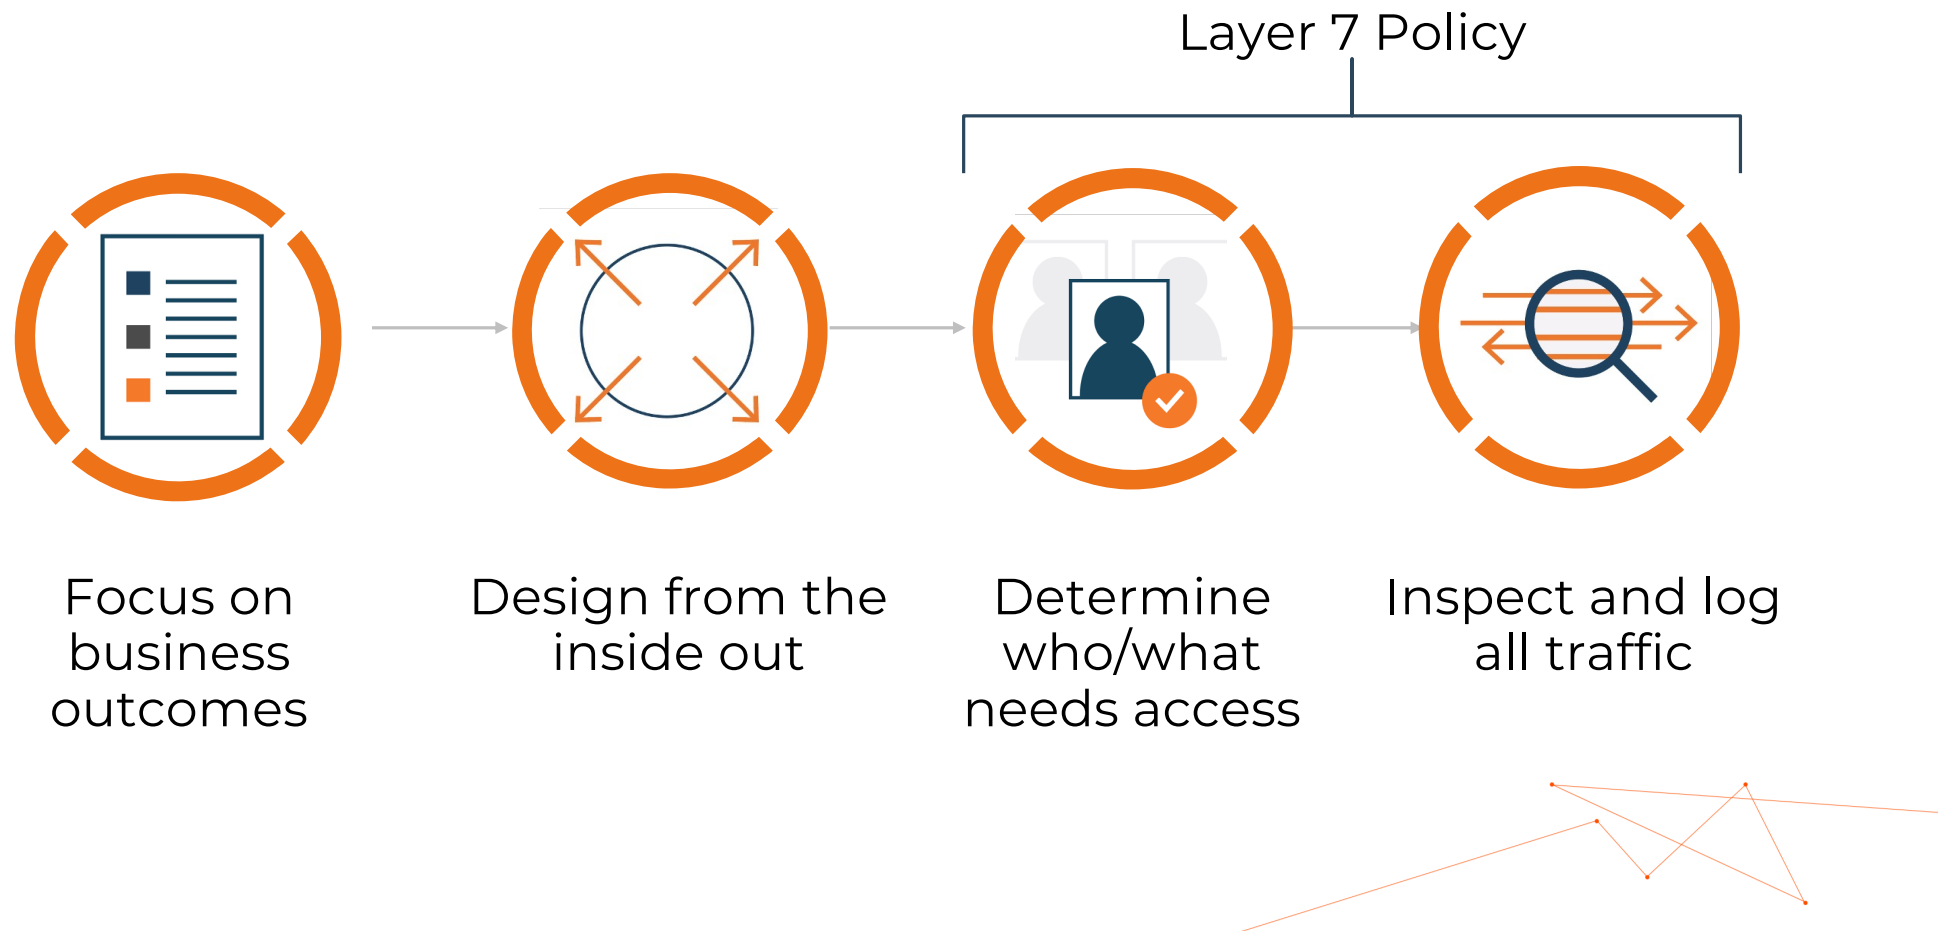 Layer 7 Policy
Focus on
business
outcomes
Design from the
inside out
Determine
who/what
needs access
Inspect and log
all traffic